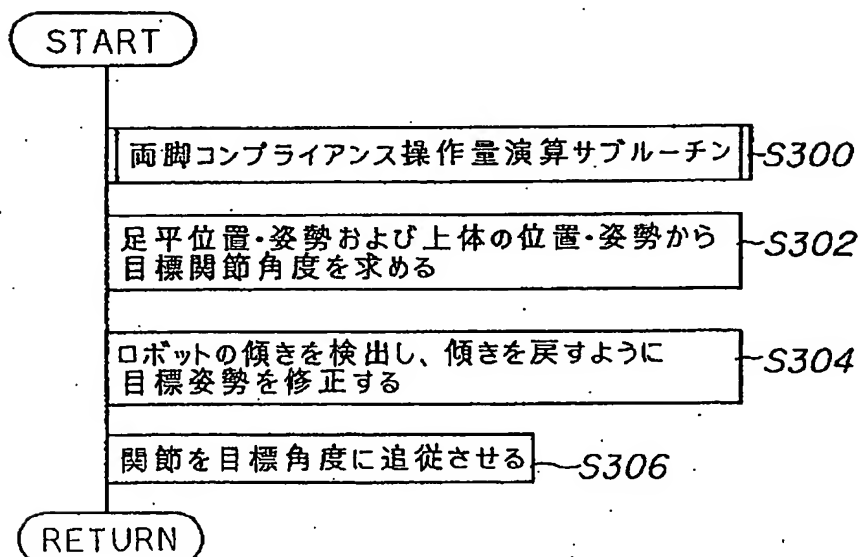 START
両脚コンプライアンス操作量演算サブルーチン
S300
足平位置・姿勢および上体の位置・姿勢から
目標関節角度を求める
S302
ロボットの傾きを検出し、傾きを戻すように
目標姿勢を修正する
S304
関節を目標角度に追従させる
S306
RETURN